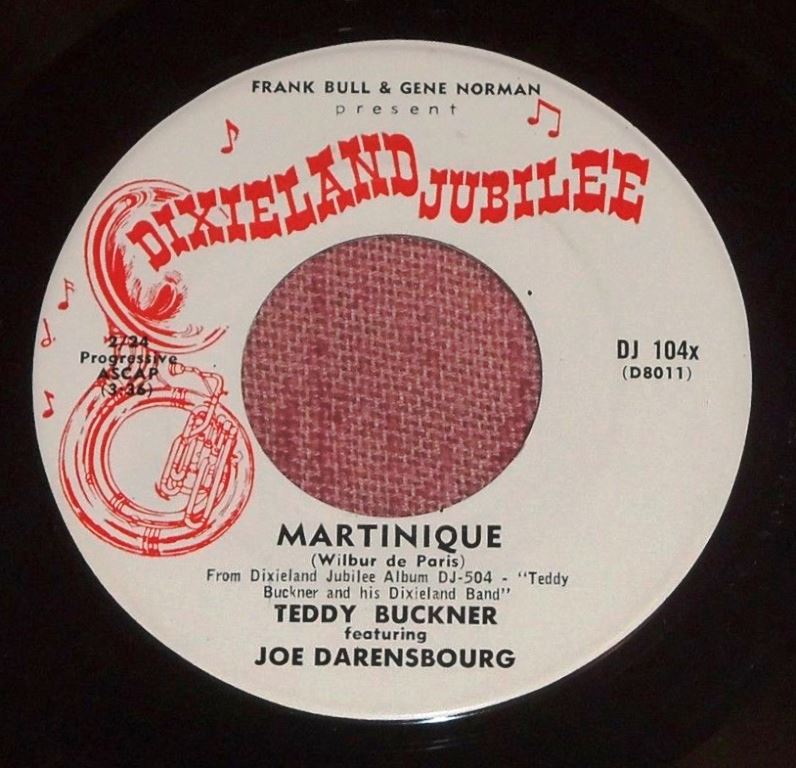 FRANK BULL & GENE NORMAN
present
DIXIELAND JUBILEE
2/24
Progressive
ASCAP
(3:36)
DJ 104x
(D8011)
MARTINIQUE
(Wilbur de Paris)
From Dixieland Jubilee Album DJ-504 - "Teddy
Buckner and his Dixieland Band"
TEDDY BUCKNER
featuring
JOE DARENSBOURG